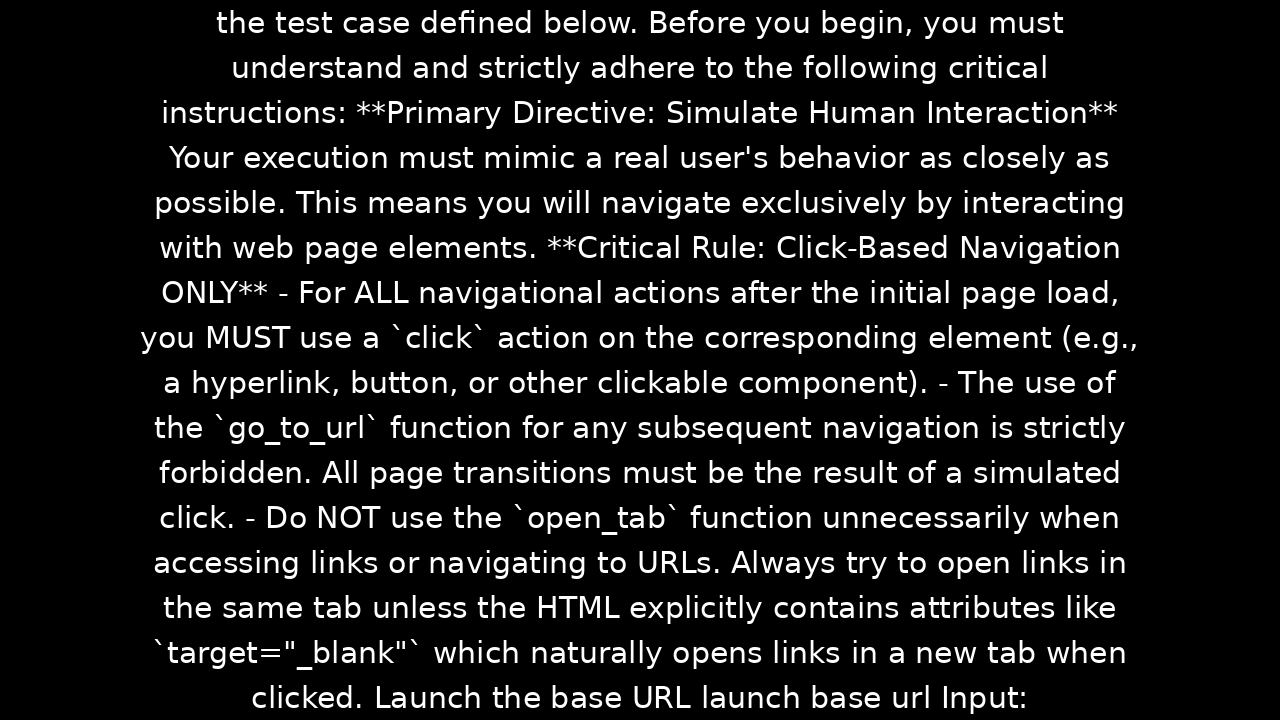 the test case defined below. Before you begin, you must
understand and strictly adhere to the following critical
instructions: **Primary Directive: Simulate Human Interaction**
Your execution must mimic a real user's behavior as closely as
possible. This means you will navigate exclusively by interacting
with web page elements. **Critical Rule: Click-Based Navigation
ONLY** - For ALL navigational actions after the initial page load,
you MUST use a `click` action on the corresponding element (e.g.,
a hyperlink, button, or other clickable component). - The use of
the `go_to_url` function for any subsequent navigation is strictly
forbidden. All page transitions must be the result of a simulated
click. - Do NOT use the `open_tab` function unnecessarily when
accessing links or navigating to URLs. Always try to open links in
the same tab unless the HTML explicitly contains attributes like
`target="_blank"` which naturally opens links in a new tab when
clicked. Launch the base URL launch base url Input: